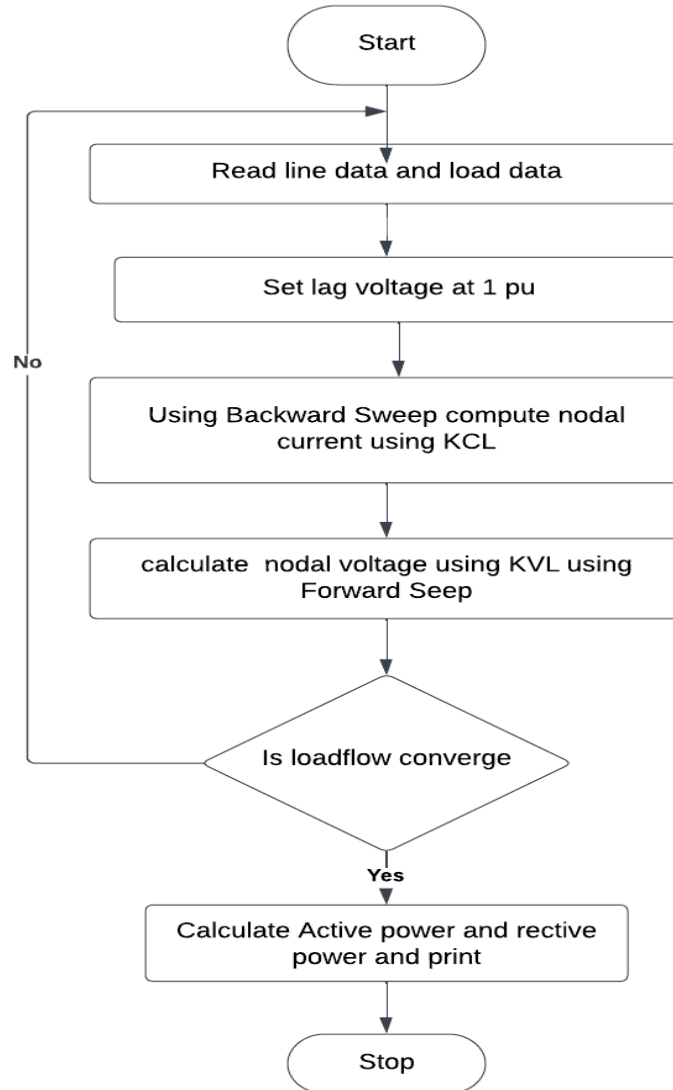 Start
Read line data and load data
Set lag voltage at 1 pu
No
Using Backward Sweep compute nodal
current using KCL
calculate nodal voltage using KVL using
Forward Seep
Is loadflow converge
Yes
Calculate Active power and rective
power and print
Stop